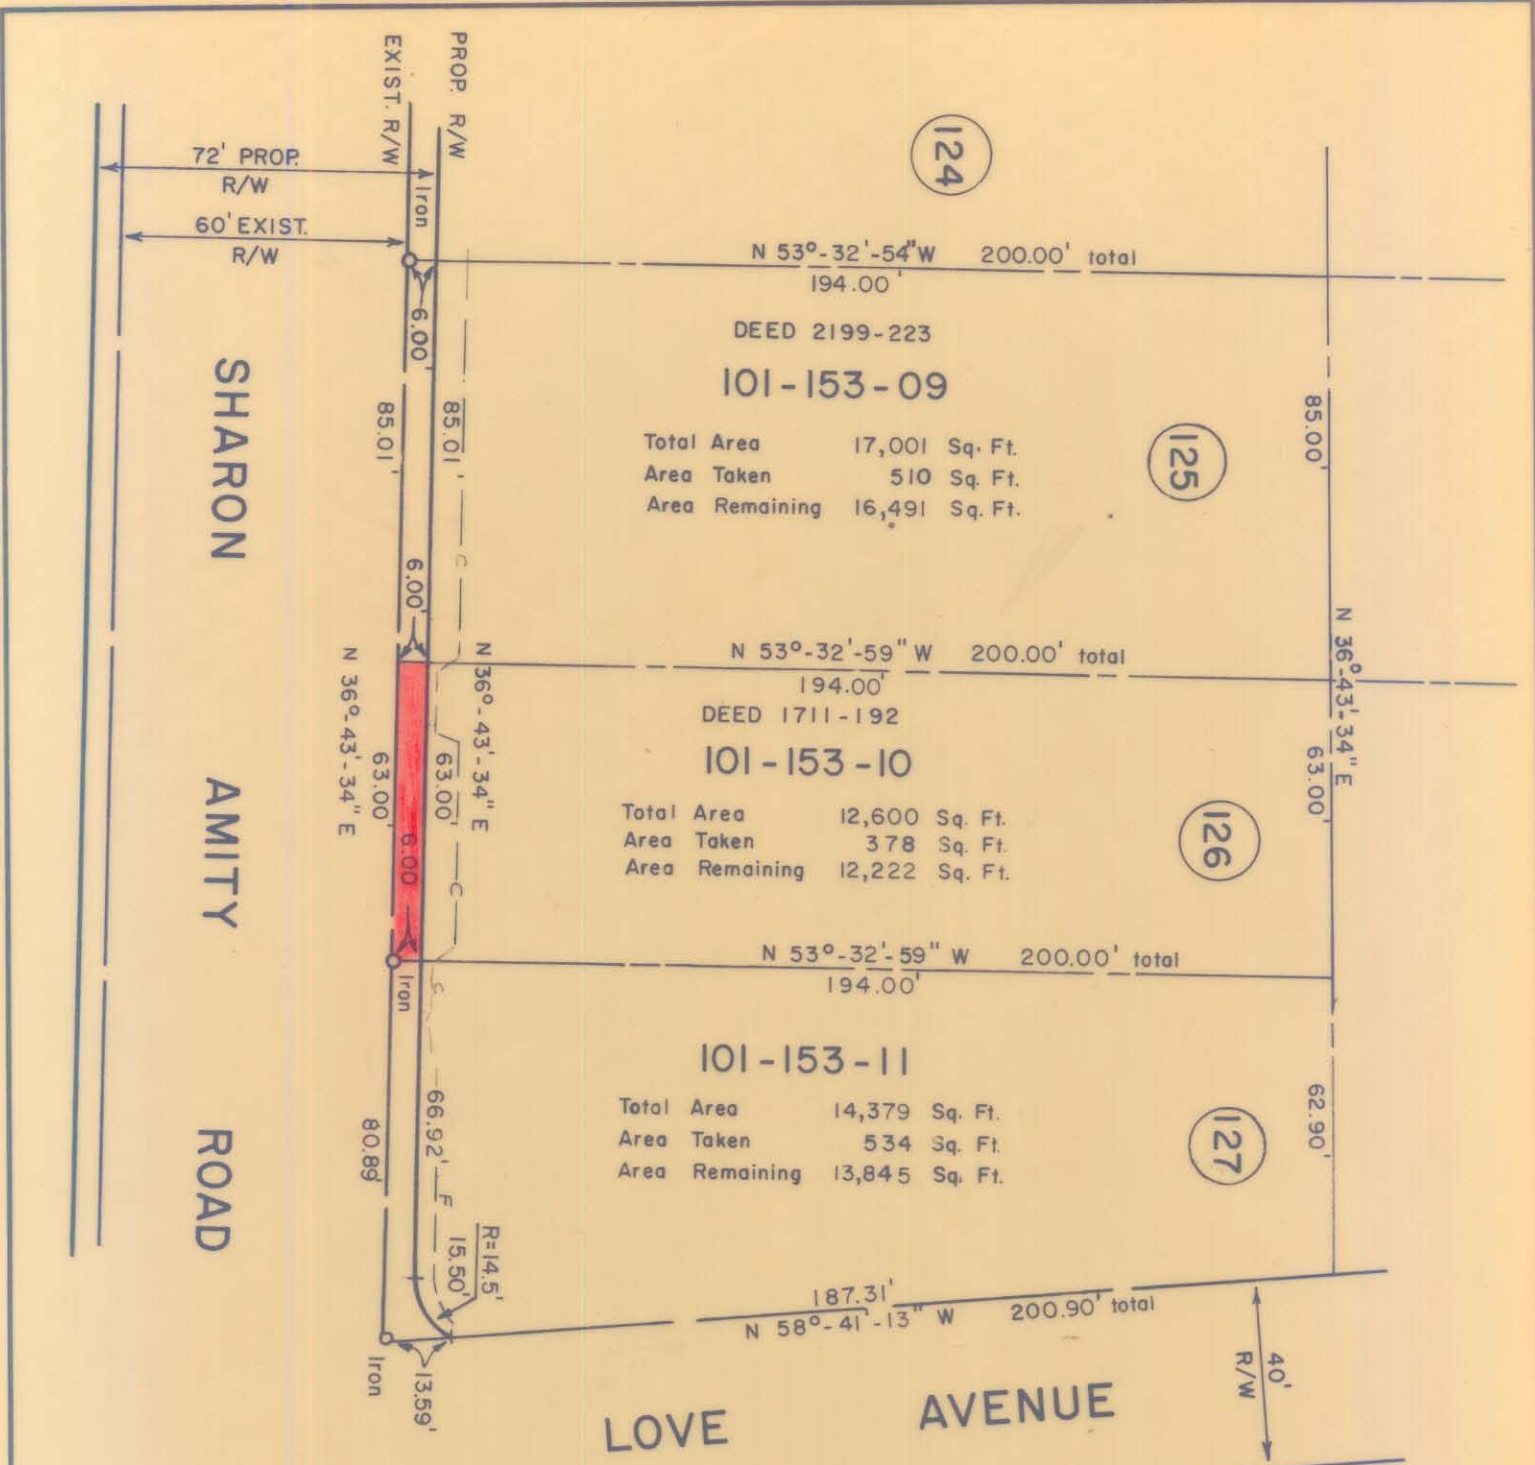 PROP. R/W
EXIST. R/W
72' PROP.
R/W
60' EXIST.
R/W
Iron
124
N 53°-32'-54" W 200.00' total
194.00'
6.00'
DEED 2199-223
101-153-09
Total Area 17,001 Sq. Ft.
Area Taken 510 Sq. Ft.
Area Remaining 16,491 Sq. Ft.
125
85.00'
85.01'
85.01'
C
6.00'
N 53°-32'-59" W 200.00' total
194.00'
N 36°-43'-34" E
DEED 1711-192
101-153-10
Total Area 12,600 Sq. Ft.
Area Taken 378 Sq. Ft.
Area Remaining 12,222 Sq. Ft.
126
63.00'
N 36°-43'-34" E
63.00'
N 36°-43'-34" E
63.00'
6.00
C
Iron
N 53°-32'-59" W 200.00' total
194.00'
101-153-11
Total Area 14,379 Sq. Ft.
Area Taken 534 Sq. Ft.
Area Remaining 13,845 Sq. Ft.
127
62.90'
66.92'
F
80.89'
R=14.5'
15.50'
187.31'
N 58°-41'-13" W 200.90' total
13.59'
Iron
40'
R/W
SHARON AMITY ROAD
LOVE AVENUE